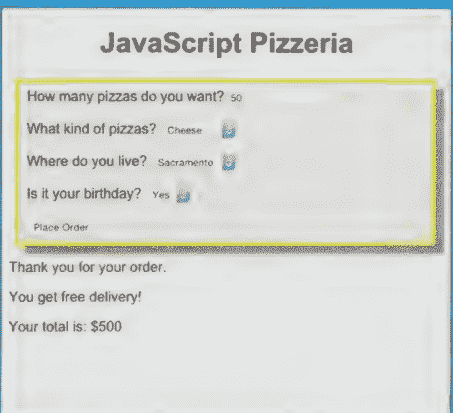 JavaScript Pizzeria
How many pizzas do you want? 50
What kind of pizzas? Cheese
Where do you live? Sacramento
Is it your birthday? Yes
Place Order
Thank you for your order.
You get free delivery!
Your total is: $500